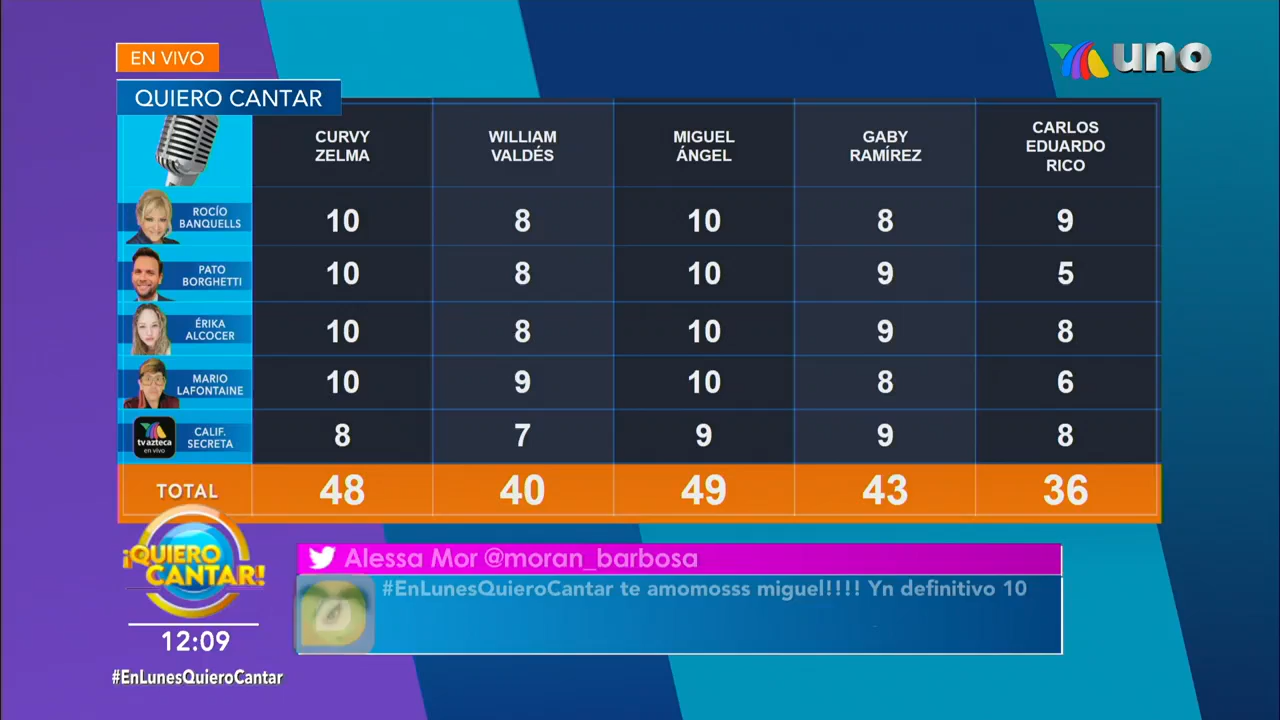 EN VIVO
uno
QUIERO CANTAR
CURVY
ZELMA
WILLIAM
VALDÉS
MIGUEL
ÁNGEL
GABY
RAMÍREZ
CARLOS
EDUARDO
RICO
ROCÍO
BANQUELLS
10 8 10 8 9
PATO
BORGHETTI
10 8 10 9 5
ÉRIKA
ALCOCER
10 8 10 9 8
MARIO
LAFONTAINE
10 9 10 8 6
tv azteca
en vivo
CALIF.
SECRETA
8 7 9 9 8
TOTAL 48 40 49 43 36
¡QUIERO
CANTAR!
12:09
#EnLunesQuieroCantar
Alessa Mor @moran_barbosa
#EnLunesQuieroCantar te amomosss miguel!!!! Yn definitivo 10